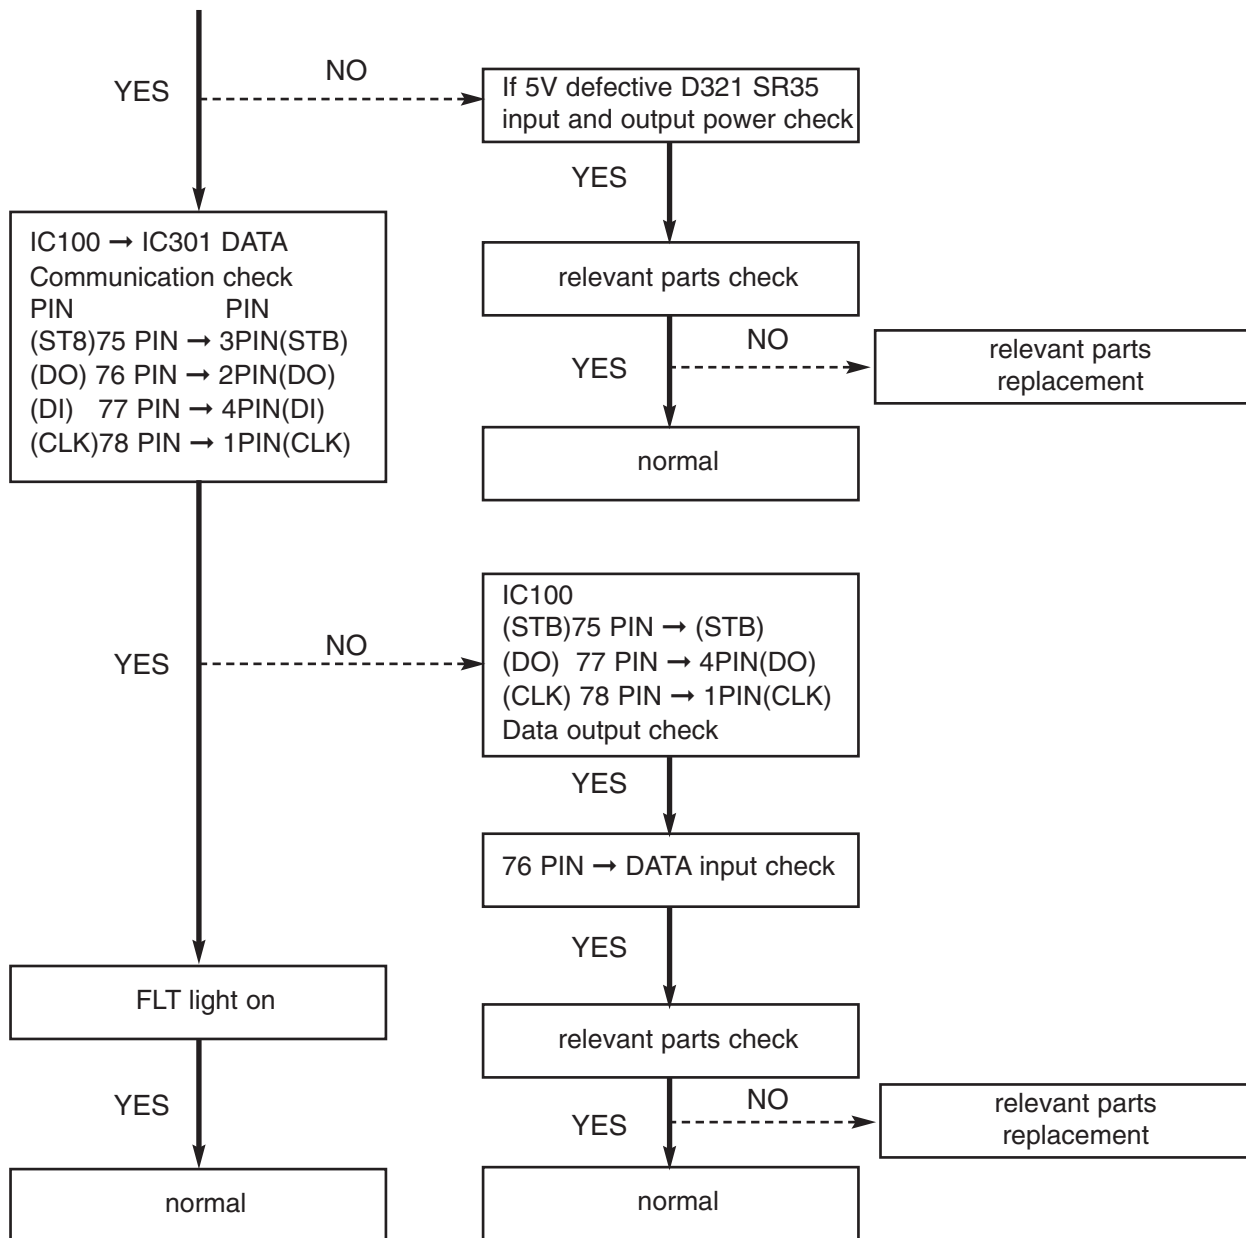 YES
NO
If 5V defective D321 SR35
input and output power check
YES
IC100 → IC301 DATA
Communication check
PIN PIN
(ST8)75 PIN → 3PIN(STB)
(DO) 76 PIN → 2PIN(DO)
(DI) 77 PIN → 4PIN(DI)
(CLK)78 PIN → 1PIN(CLK)
relevant parts check
YES
NO
relevant parts
replacement
normal
YES
NO
IC100
(STB)75 PIN → (STB)
(DO) 77 PIN → 4PIN(DO)
(CLK) 78 PIN → 1PIN(CLK)
Data output check
YES
76 PIN → DATA input check
YES
FLT light on
relevant parts check
YES
YES
NO
relevant parts
replacement
normal
normal